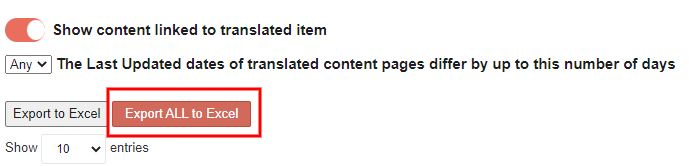 Show content linked to translated item
Any The Last Updated dates of translated content pages differ by up to this number of days
Export to Excel Export ALL to Excel
Show 10 entries